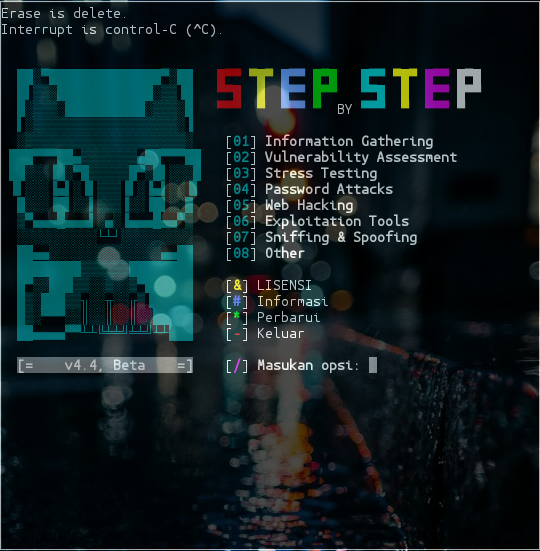 Erase is delete.
Interrupt is control-C (^C).
STEP BY STEP
[01] Information Gathering
[02] Vulnerability Assessment
[03] Stress Testing
[04] Password Attacks
[05] Web Hacking
[06] Exploitation Tools
[07] Sniffing & Spoofing
[08] Other
[&] LISENSI
[#] Informasi
[*] Perbarui
[-] Keluar
[= v4.4, Beta =]
[/] Masukan opsi: